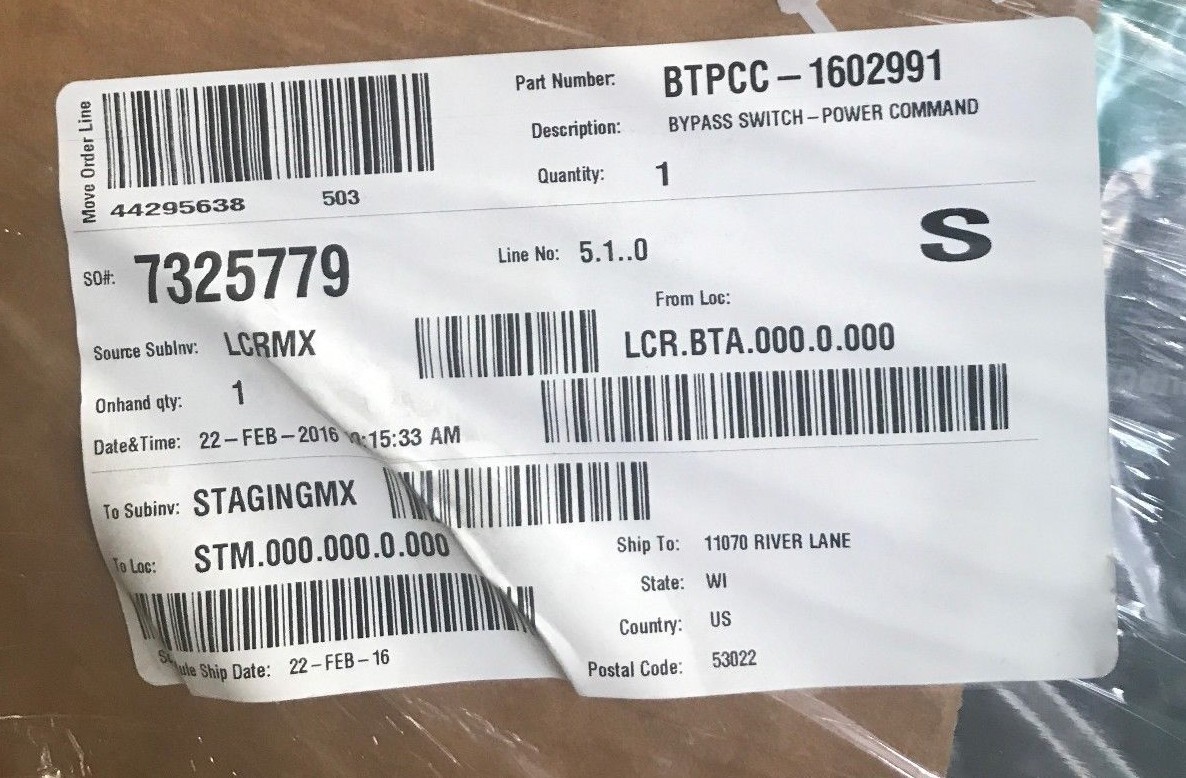 Move Order Line
44295638 503
Part Number: BTPCC-1602991
Description: BYPASS SWITCH-POWER COMMAND
Quantity: 1
S
SO#: 7325779
Line No: 5.1..0
From Loc:
Source SubInv: LCRMX
LCR.BTA.000.0.000
Onhand qty: 1
Date&Time: 22-FEB-2016 :15:33 AM
To Subinv: STAGINGMX
To Loc: STM.000.000.0.000
Ship To: 11070 RIVER LANE
State: WI
Country: US
Postal Code: 53022
Ship Date: 22-FEB-16